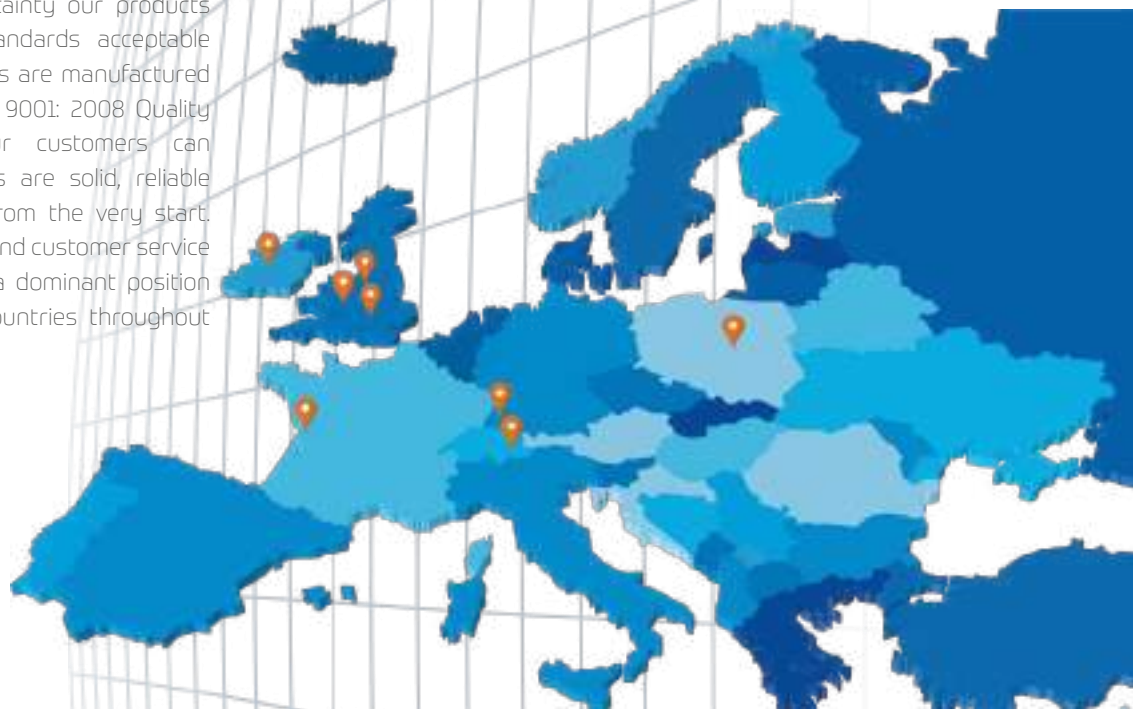 tainty our products
andards acceptable
s are manufactured
9001: 2008 Quality
ur customers can
s are solid, reliable
rom the very start.
nd customer service
a dominant position
ountries throughout